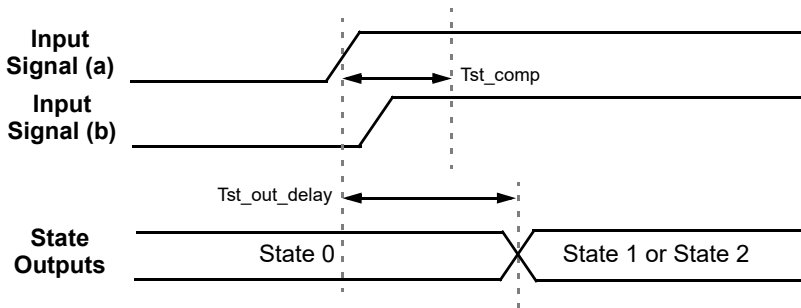 Input
Signal (a)
Tst_comp
Input
Signal (b)
Tst_out_delay
State
Outputs
State 0
State 1 or State 2